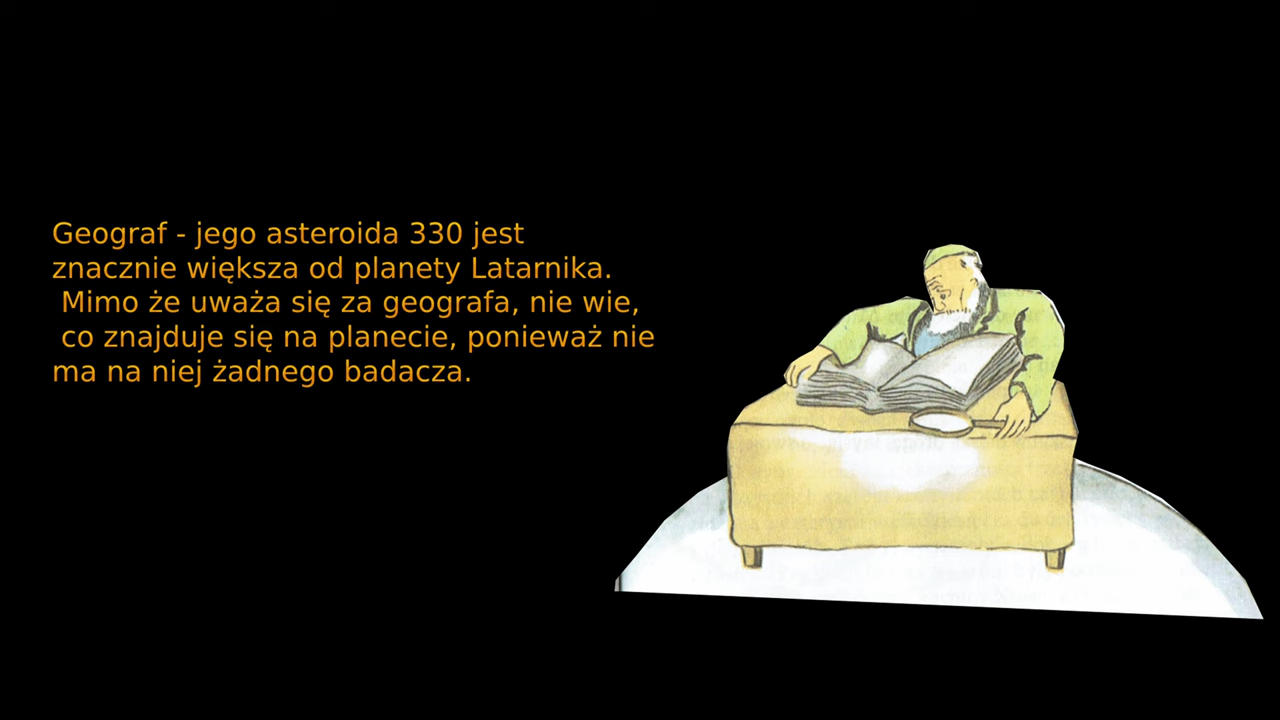 Geograf - jego asteroida 330 jest
znacznie większa od planety Latarnika.
Mimo że uważa się za geografa, nie wie,
co znajduje się na planecie, ponieważ nie
ma na niej żadnego badacza.